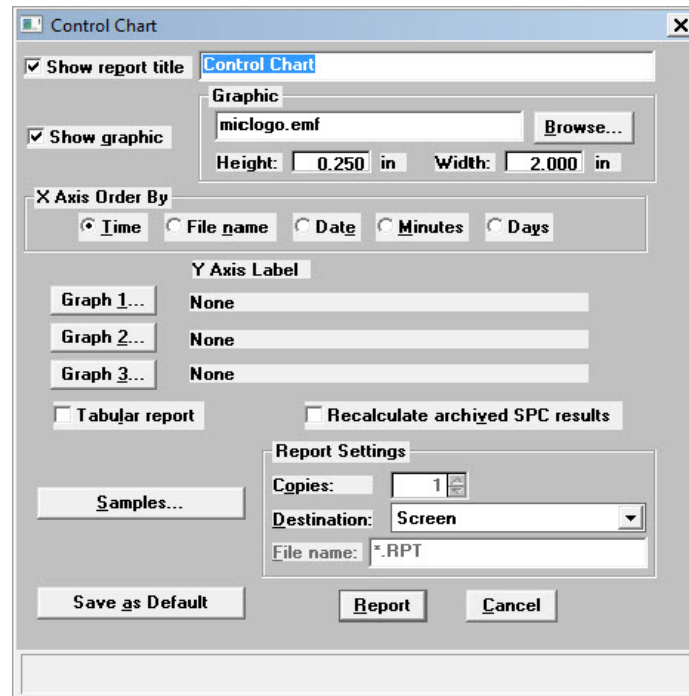 Control Chart
Show report title Control Chart
Graphic
miclogo.emf Browse...
Show graphic
Height: 0.250 in Width: 2.000 in
X Axis Order By
Time File name Date Minutes Days
Y Axis Label
Graph 1... None
Graph 2... None
Graph 3... None
Tabular report Recalculate archived SPC results
Report Settings
Copies: 1
Samples...
Destination: Screen
File name: *.RPT
Save as Default Report Cancel